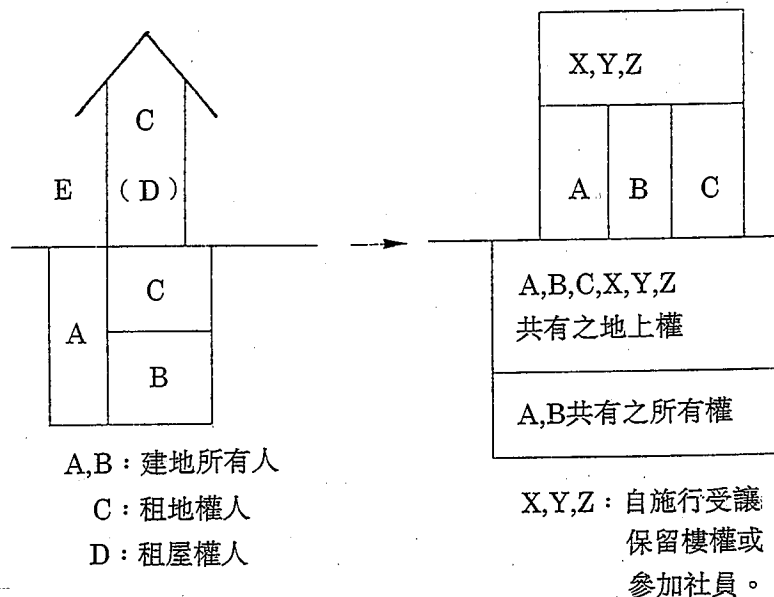 C
E
(D)
A
C
B
A,B：建地所有人
C：租地權人
D：租屋權人
X,Y,Z
A
B
C
A,B,C,X,Y,Z
共有之地上權
A,B共有之所有權
X,Y,Z：自施行受讓
保留樓權或
參加社員。